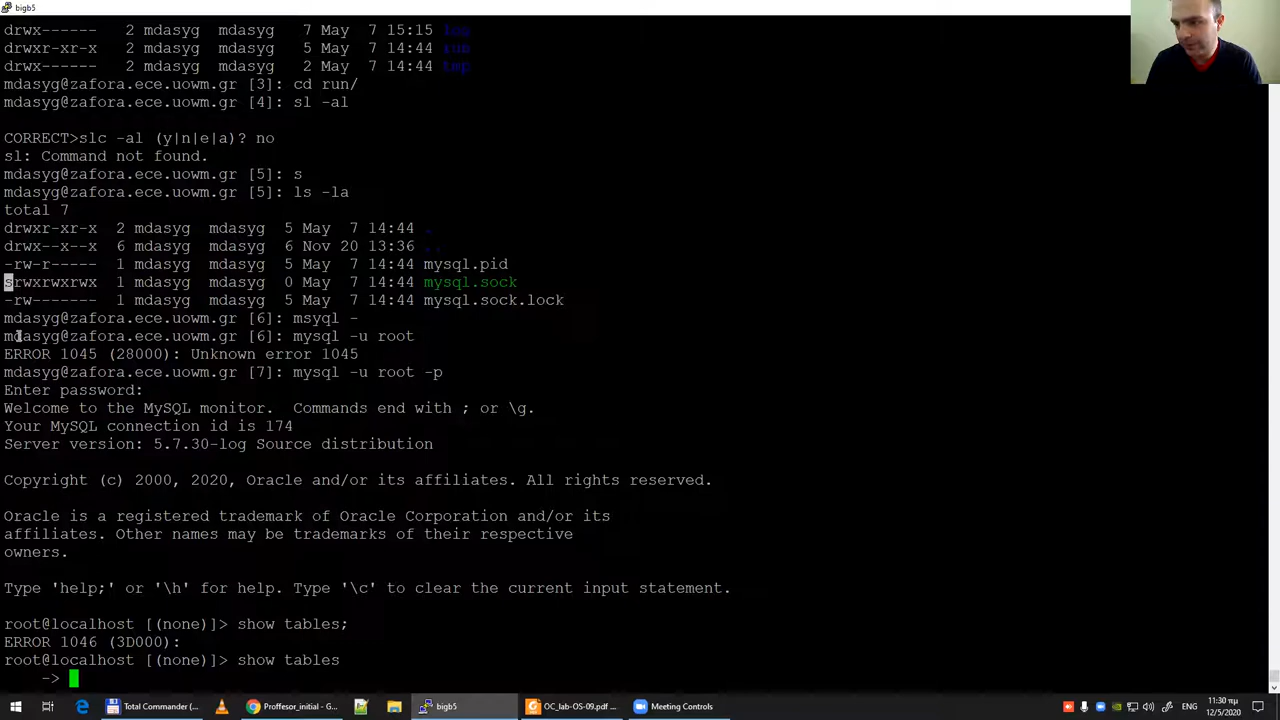 bigb5
drwx------ 2 mdasyg mdasyg 7 May 7 15:15
drwxr-xr-x 2 mdasyg mdasyg 5 May 7 14:44 run
drwx------ 2 mdasyg mdasyg 2 May 7 14:44 tmp
mdasyg@zafora.ece.uowm.gr [3]: cd run/
mdasyg@zafora.ece.uowm.gr [4]: sl -al
CORRECT>slc -al (y|n|e|a)? no
sl: Command not found.
mdasyg@zafora.ece.uowm.gr [5]: s
mdasyg@zafora.ece.uowm.gr [5]: ls -la
total 7
drwxr-xr-x 2 mdasyg mdasyg 5 May 7 14:44 .
drwx--x--x 6 mdasyg mdasyg 6 Nov 20 13:36 ..
-rw-r----- 1 mdasyg mdasyg 5 May 7 14:44 mysql.pid
srwxrwxrwx 1 mdasyg mdasyg 0 May 7 14:44 mysql.sock
-rw------- 1 mdasyg mdasyg 5 May 7 14:44 mysql.sock.lock
mdasyg@zafora.ece.uowm.gr [6]: msyql -
mdasyg@zafora.ece.uowm.gr [6]: mysql -u root
ERROR 1045 (28000): Unknown error 1045
mdasyg@zafora.ece.uowm.gr [7]: mysql -u root -p
Enter password:
Welcome to the MySQL monitor. Commands end with ; or \g.
Your MySQL connection id is 174
Server version: 5.7.30-log Source distribution
Copyright (c) 2000, 2020, Oracle and/or its affiliates. All rights reserved.
Oracle is a registered trademark of Oracle Corporation and/or its
affiliates. Other names may be trademarks of their respective
owners.
Type 'help;' or '\h' for help. Type '\c' to clear the current input statement.
root@localhost [(none)]> show tables;
ERROR 1046 (3D000):
root@localhost [(none)]> show tables
->
Total Commander (... Proffesor_initial - G... bigb5 OC_lab-OS-09.pdf ... Meeting Controls ENG 11:30 πμ
12/5/2020